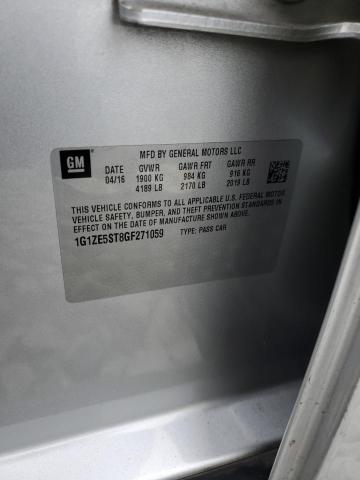 GM
MFD BY GENERAL MOTORS LLC
DATE GVWR GAWR FRT GAWR RR
04/16 1900 KG 984 KG 916 KG
4189 LB 2170 LB 2019 LB
THIS VEHICLE CONFORMS TO ALL APPLICABLE U.S. FEDERAL MOTOR
VEHICLE SAFETY, BUMPER, AND THEFT PREVENTION STANDARDS IN
EFFECT ON THE DATE OF MANUFACTURE SHOWN ABOVE.
1G1ZE5ST8GF271059 TYPE: PASS CAR